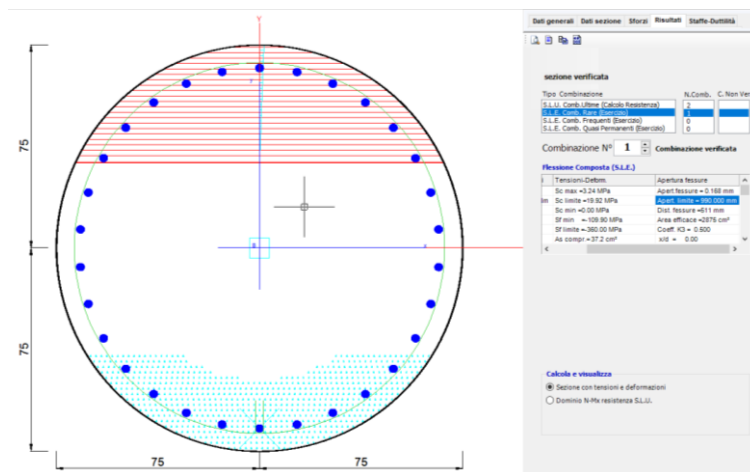 Dati generali Dati sezione Sforzi Risultati Staffe-Duttilità
sezione verificata
Tipo Combinazione N.Comb. C. Non Ver
S.L.U. Comb.Ultime (Calcolo Resistenza) 2
S.L.E. Comb. Rare (Esercizio) 1
S.L.E. Comb. Frequenti (Esercizio) 0
S.L.E. Comb. Quasi Permanenti (Esercizio) 0
Combinazione N° 1 Combinazione verificata
Flessione Composta (S.L.E.)
Tensioni-Deform. Apertura fessure
Sc max =3.24 MPa Apert.fessure = 0.168 mm
Sc limite =19.92 MPa Apert. limite = 990.000 mm
Sc min =0.00 MPa Dist. fessure =511 mm
Sf min =-109.90 MPa Area efficace =2875 cm²
Sf limite =-360.00 MPa Coeff. K3 = 0.500
As compr.=37.2 cm² x/d = 0.00
Calcola e visualizza
Sezione con tensioni e deformazioni
Dominio N-Mx resistenza S.L.U.
Y
x
75
75
75
75